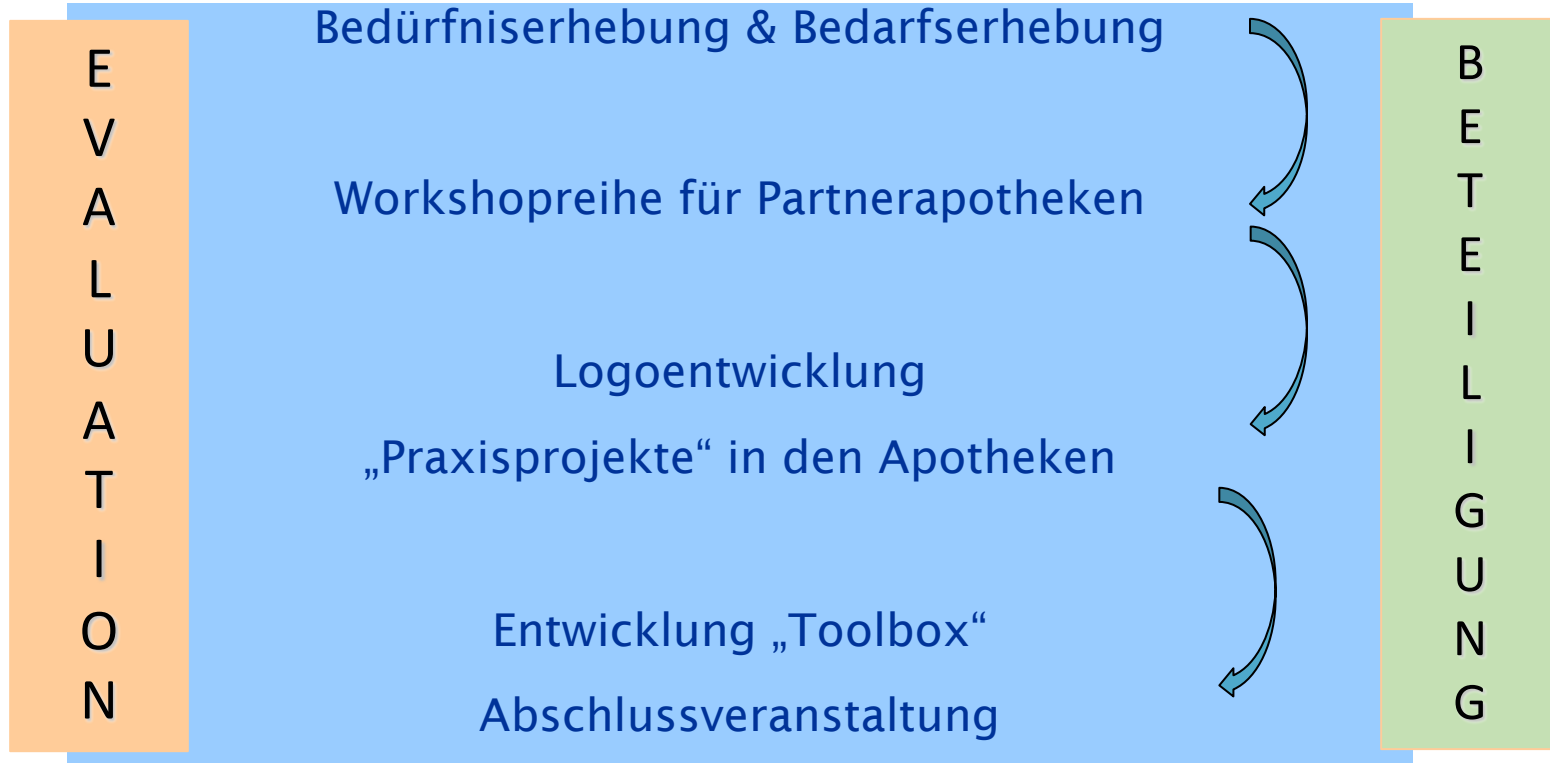 EVALUATION
Bedürfniserhebung & Bedarfserhebung
Workshopreihe für Partnerapotheken
Logoentwicklung
„Praxisprojekte“ in den Apotheken
Entwicklung „Toolbox“
Abschlussveranstaltung
BETEILIGUNG